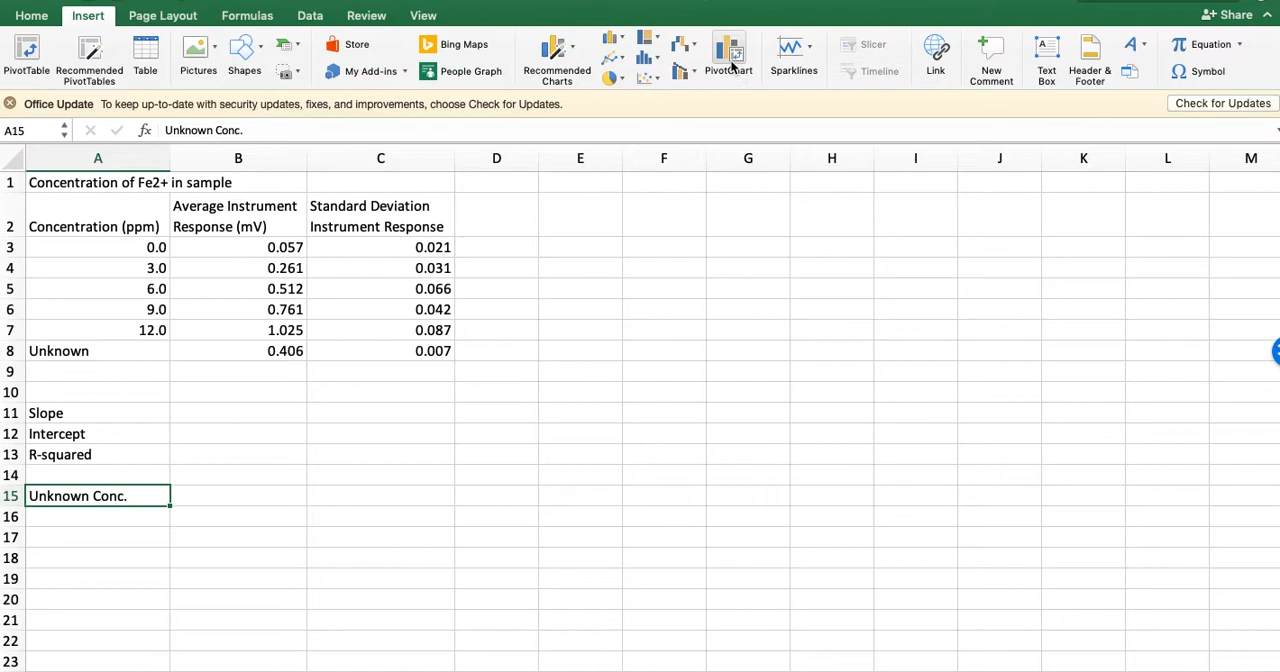 Home Insert Page Layout Formulas Data Review View Share
Store Bing Maps Slicer Equation
My Add-ins People Graph Timeline Symbol
PivotTable Recommended PivotTables Table Pictures Shapes Recommended Charts PivotChart Sparklines Link New Comment Text Box Header & Footer
Office Update To keep up-to-date with security updates, fixes, and improvements, choose Check for Updates. Check for Updates
A15 fx Unknown Conc.
A B C D E F G H I J K L M
1 Concentration of Fe2+ in sample
2 Concentration (ppm) Average Instrument Response (mV) Standard Deviation Instrument Response
3 0.0 0.057 0.021
4 3.0 0.261 0.031
5 6.0 0.512 0.066
6 9.0 0.761 0.042
7 12.0 1.025 0.087
8 Unknown 0.406 0.007
9
10
11 Slope
12 Intercept
13 R-squared
14
15 Unknown Conc.
16
17
18
19
20
21
22
23